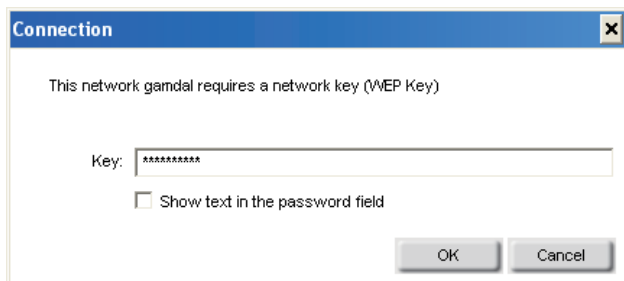 Connection
This network gamdal requires a network key (WEP Key)
Key: **********
Show text in the password field
OK Cancel